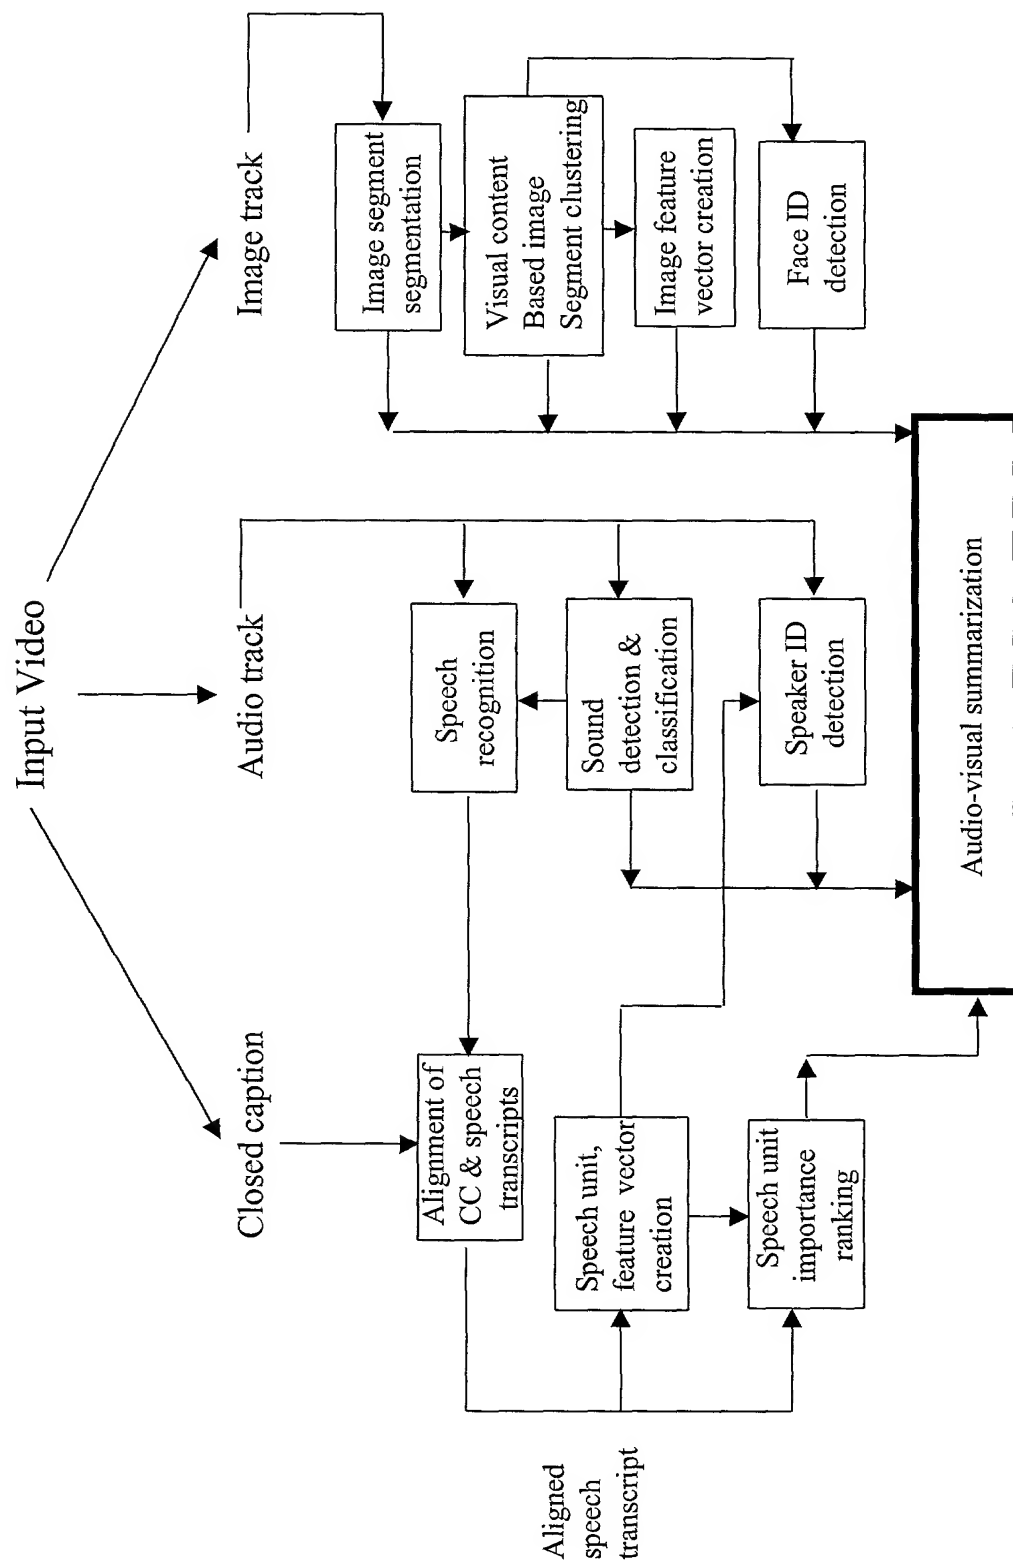 Input Video
Closed caption
Audio track
Image track
Alignment of
CC & speech
transcripts
Speech
recognition
Image segment
segmentation
Aligned
speech
transcript
Speech unit,
feature vector
creation
Sound
detection &
classification
Visual content
Based image
Segment clustering
Image feature
vector creation
Speech unit
importance
ranking
Speaker ID
detection
Face ID
detection
Audio-visual summarization